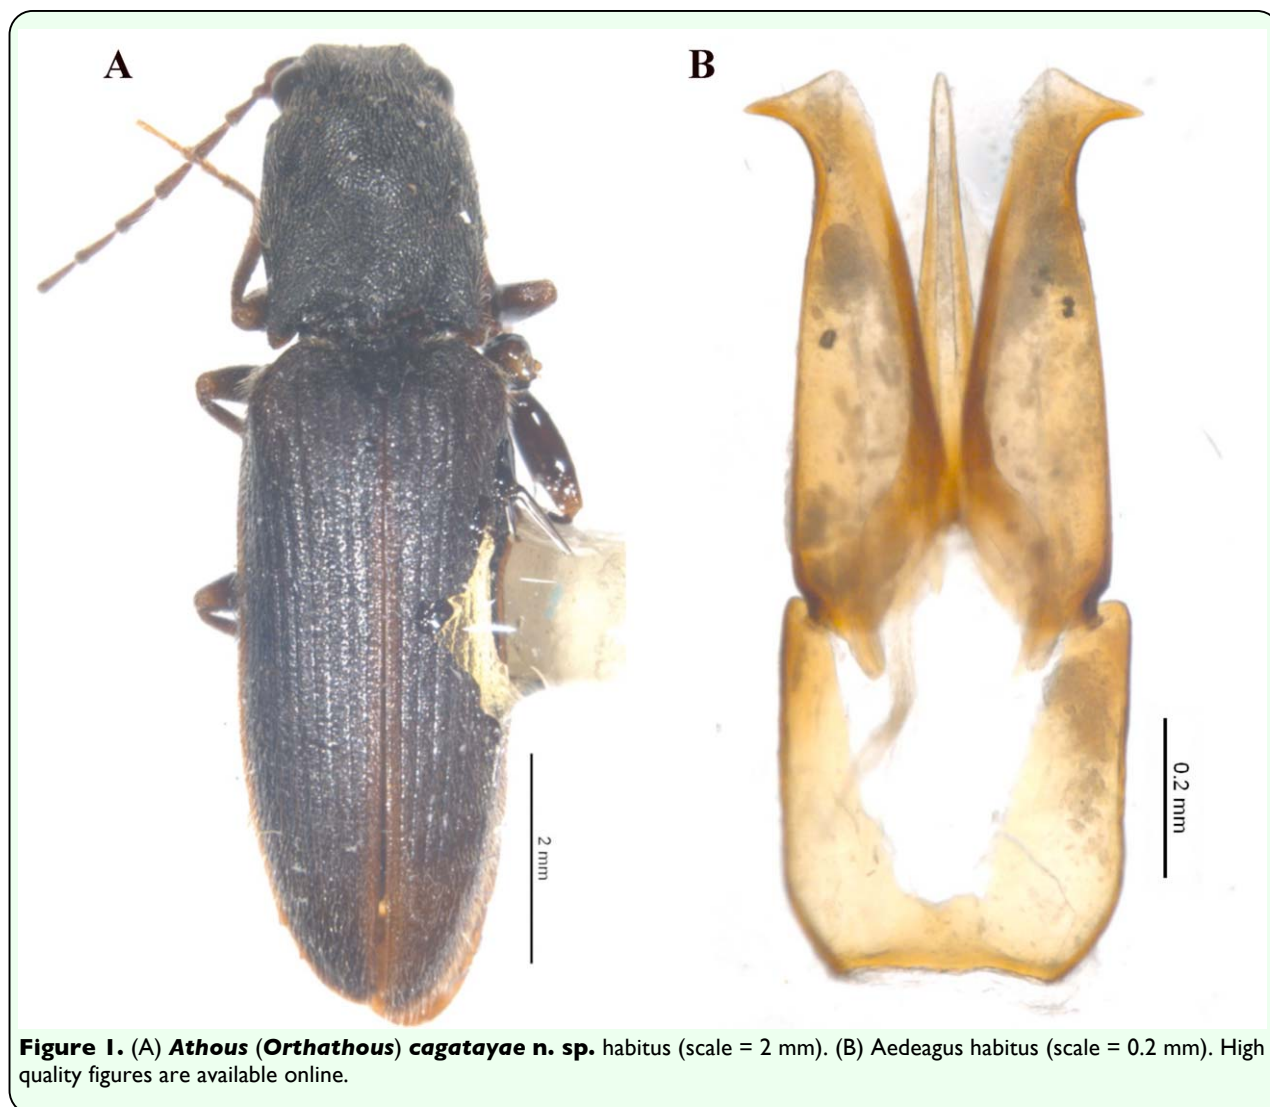 A
B
2 mm
0.2 mm
Figure 1. (A) Athous (Orthathous) cagatayae n. sp. habitus (scale = 2 mm). (B) Aedeagus habitus (scale = 0.2 mm). High
quality figures are available online.